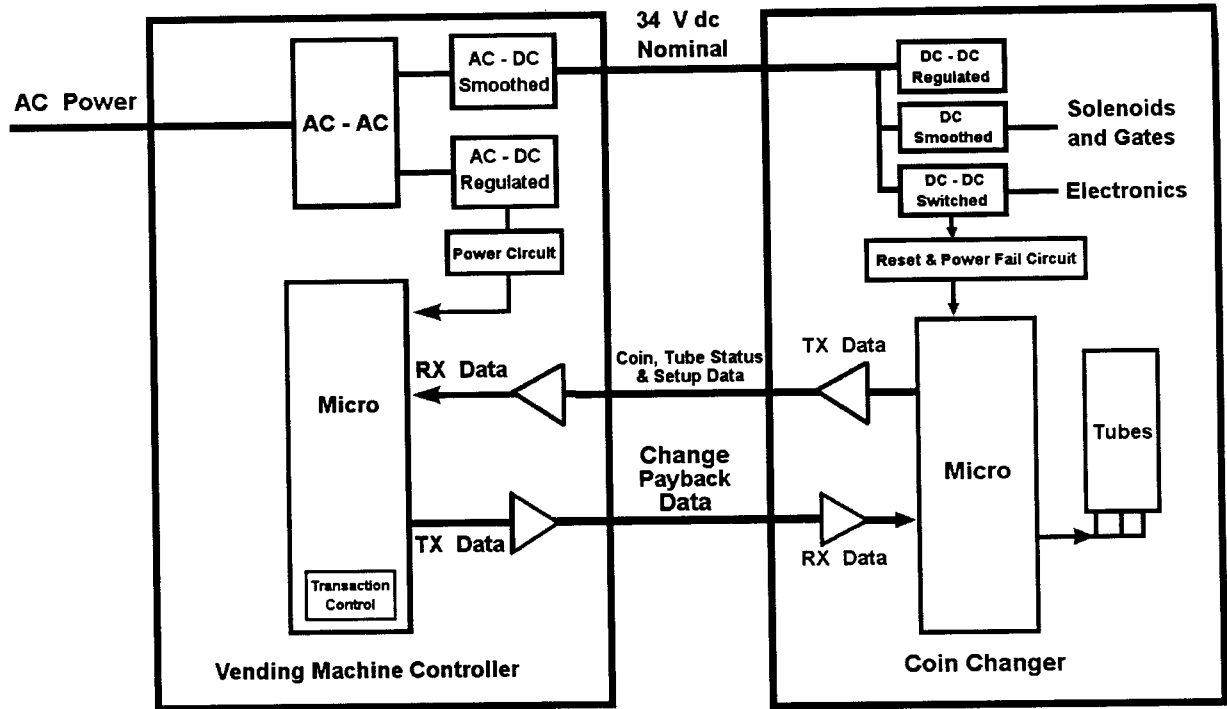 34 V dc
Nominal
AC Power
AC - AC
AC - DC
Smoothed
AC - DC
Regulated
Power Circuit
DC - DC
Regulated
DC
Smoothed
Solenoids
and Gates
DC - DC
Switched
Electronics
Reset & Power Fail Circuit
RX Data
Coin, Tube Status
& Setup Data
TX Data
Micro
Tubes
Change
Payback
Data
Micro
TX Data
RX Data
Transaction
Control
Vending Machine Controller
Coin Changer